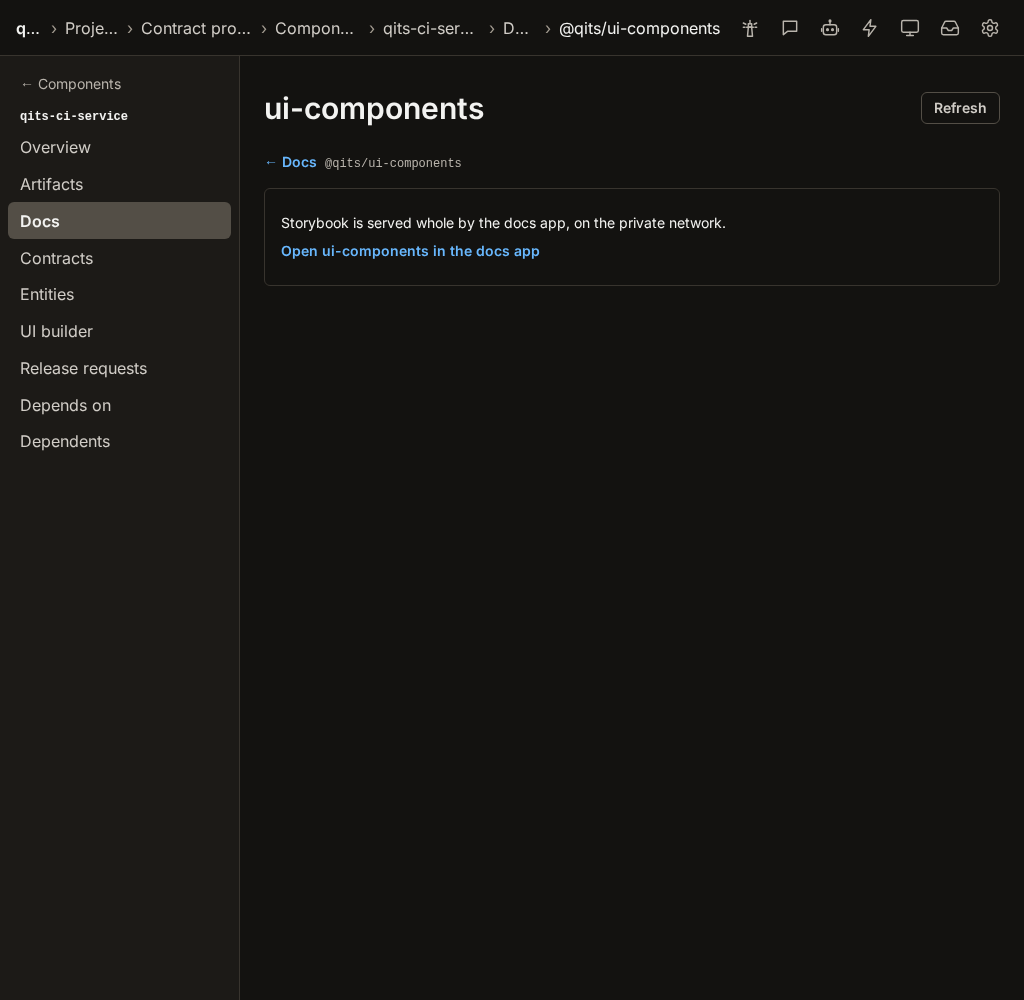 q... › Proje... › Contract pro... › Compon... › qits-ci-ser... › D... › @qits/ui-components
← Components
qits-ci-service
Overview
Artifacts
Docs
Contracts
Entities
UI builder
Release requests
Depends on
Dependents
ui-components
Refresh
← Docs @qits/ui-components
Storybook is served whole by the docs app, on the private network.
Open ui-components in the docs app